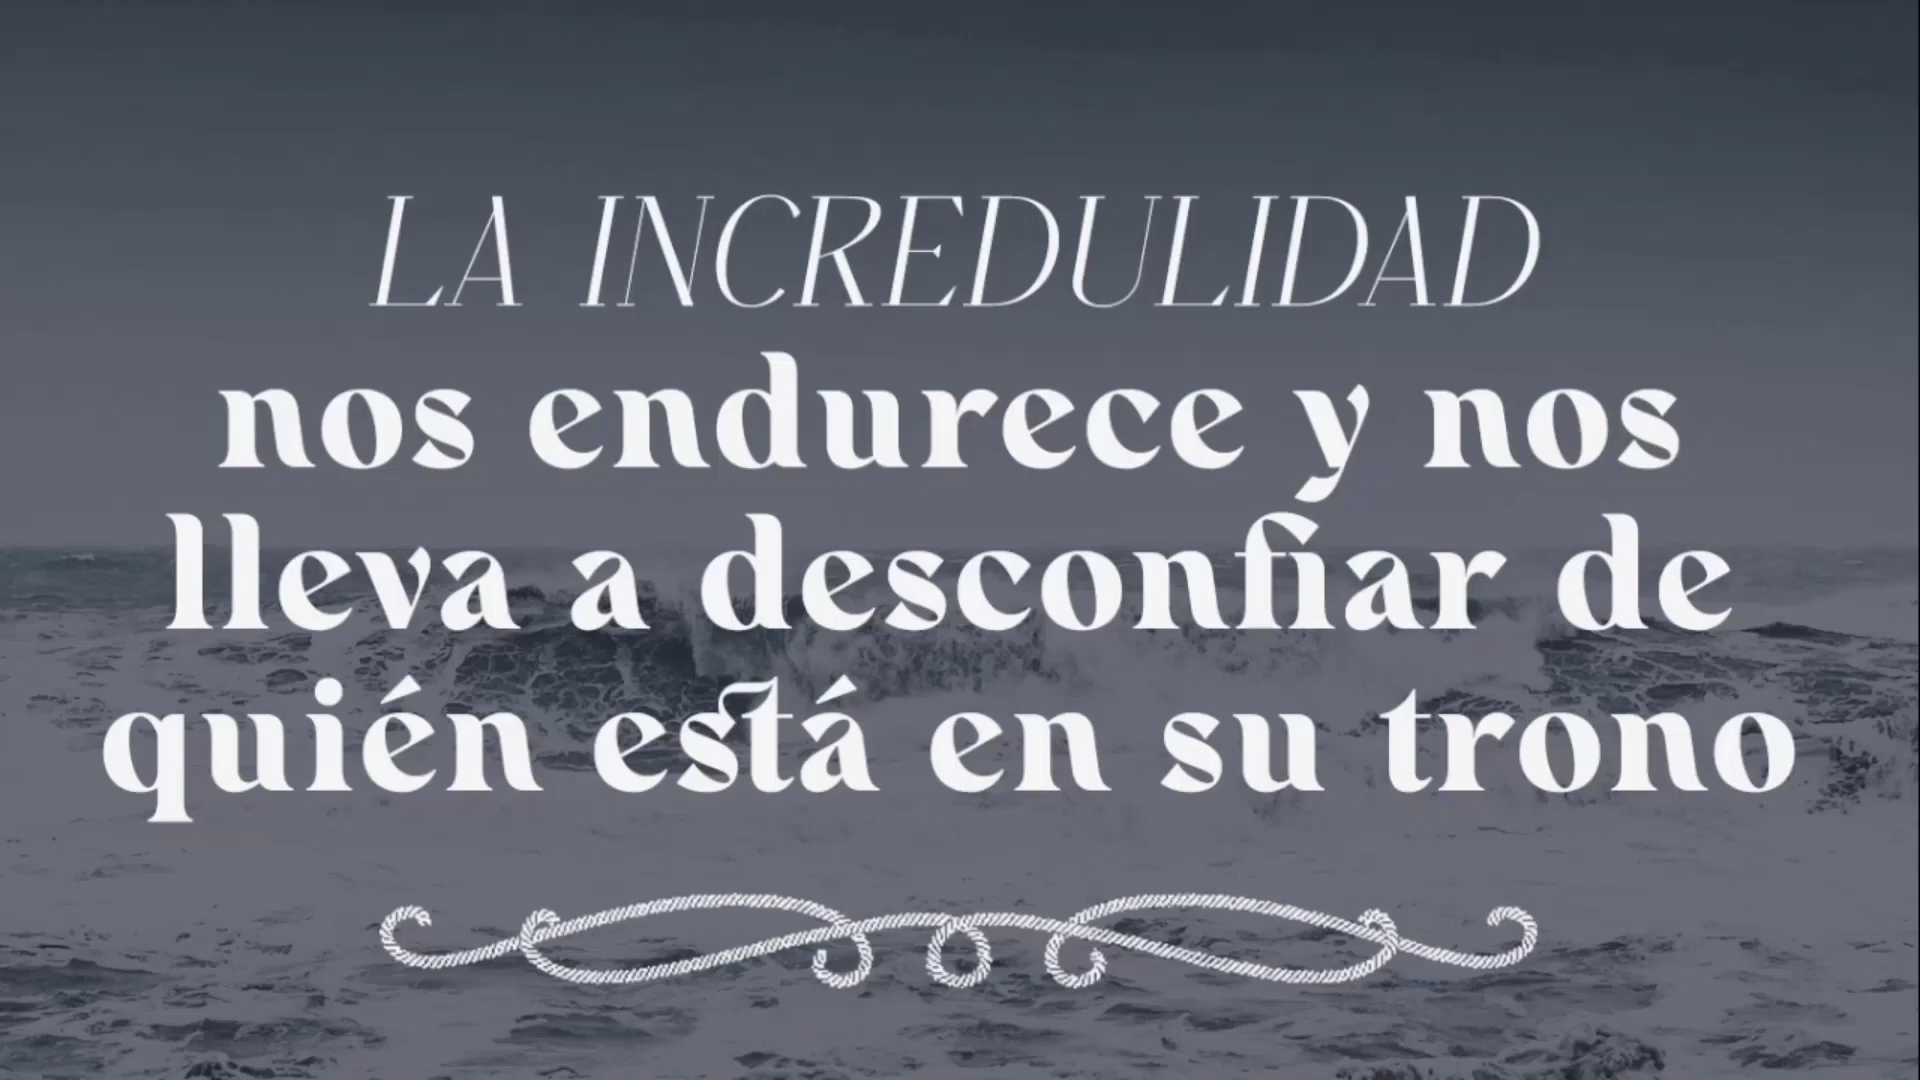 LA INCREDULIDAD
nos endurece y nos
lleva a desconfiar de
quién está en su trono